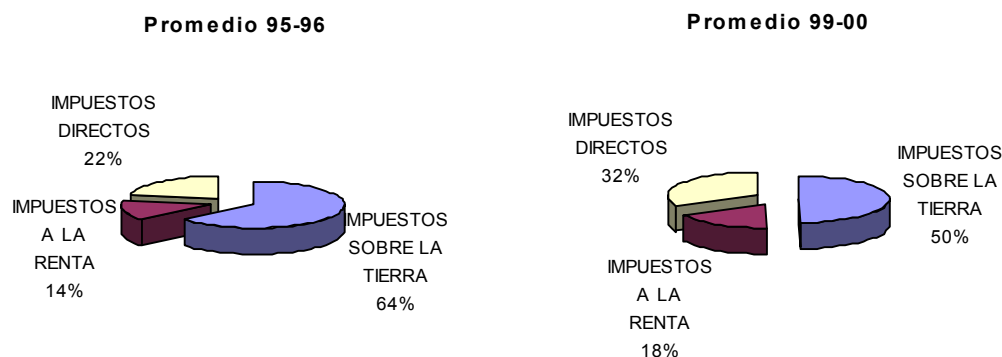 Promedio 95-96
IMPUESTOS
DIRECTOS
22%
IMPUESTOS
A LA
RENTA
14%
MPUESTOS
SOBRE LA
TIERRA
64%
Promedio 99-00
IMPUESTOS
DIRECTOS
32%
IMPUESTOS
SOBRE LA
TIERRA
50%
IMPUESTOS
A LA
RENTA
18%